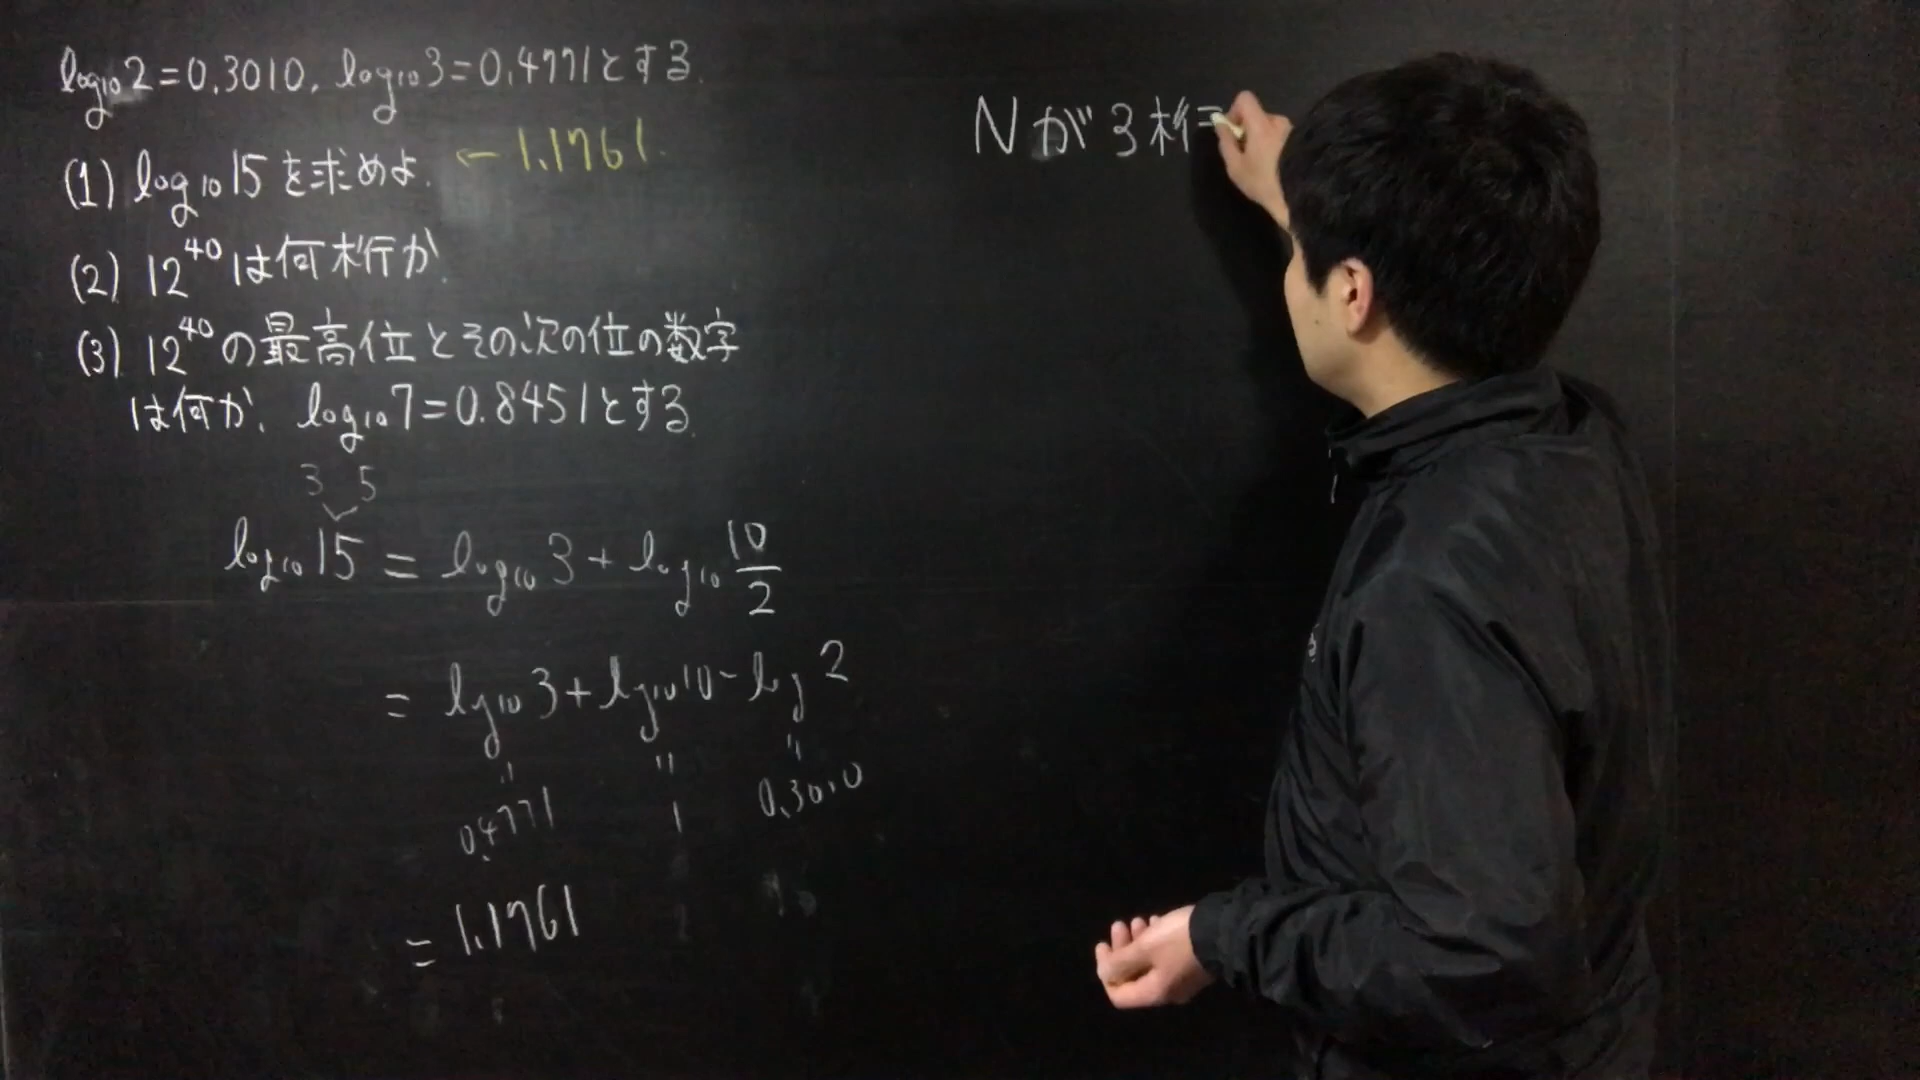 log₁₀2=0.3010, log₁₀3=0.4771とする.
(1) log₁₀15を求めよ. ← 1.1761.
(2) 12⁴⁰は何桁か
(3) 12⁴⁰の最高位とその次の位の数字
は何か. log₁₀7=0.8451とする.
3 5
log₁₀15 = log₁₀3 + log₁₀10/2
= log₁₀3 + log₁₀10 - log 2
〃 〃 〃
0.4771 1 0.3010
= 1.1761
Nが3桁